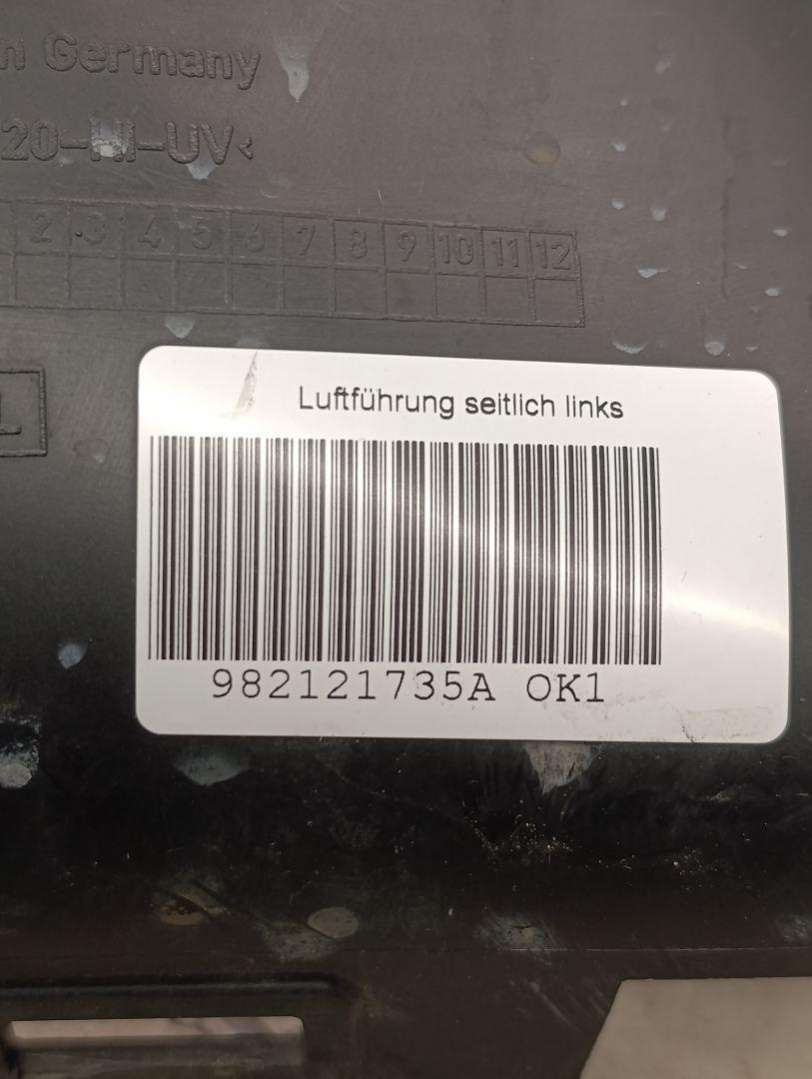 Germany
20-HI-UV<
2 3 4 5 6 7 8 9 10 11 12
Luftführung seitlich links
982121735A OK1